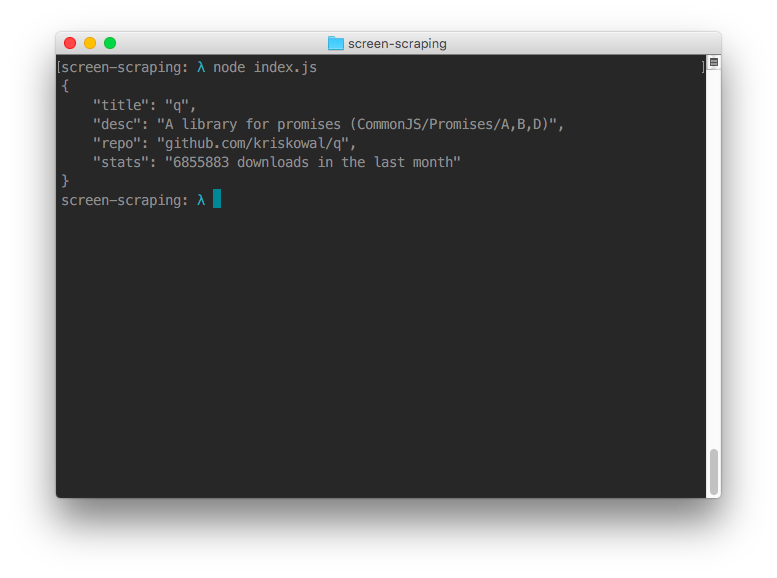 screen-scraping
[screen-scraping: λ node index.js ]
{
    "title": "q",
    "desc": "A library for promises (CommonJS/Promises/A,B,D)",
    "repo": "github.com/kriskowal/q",
    "stats": "6855883 downloads in the last month"
}
screen-scraping: λ